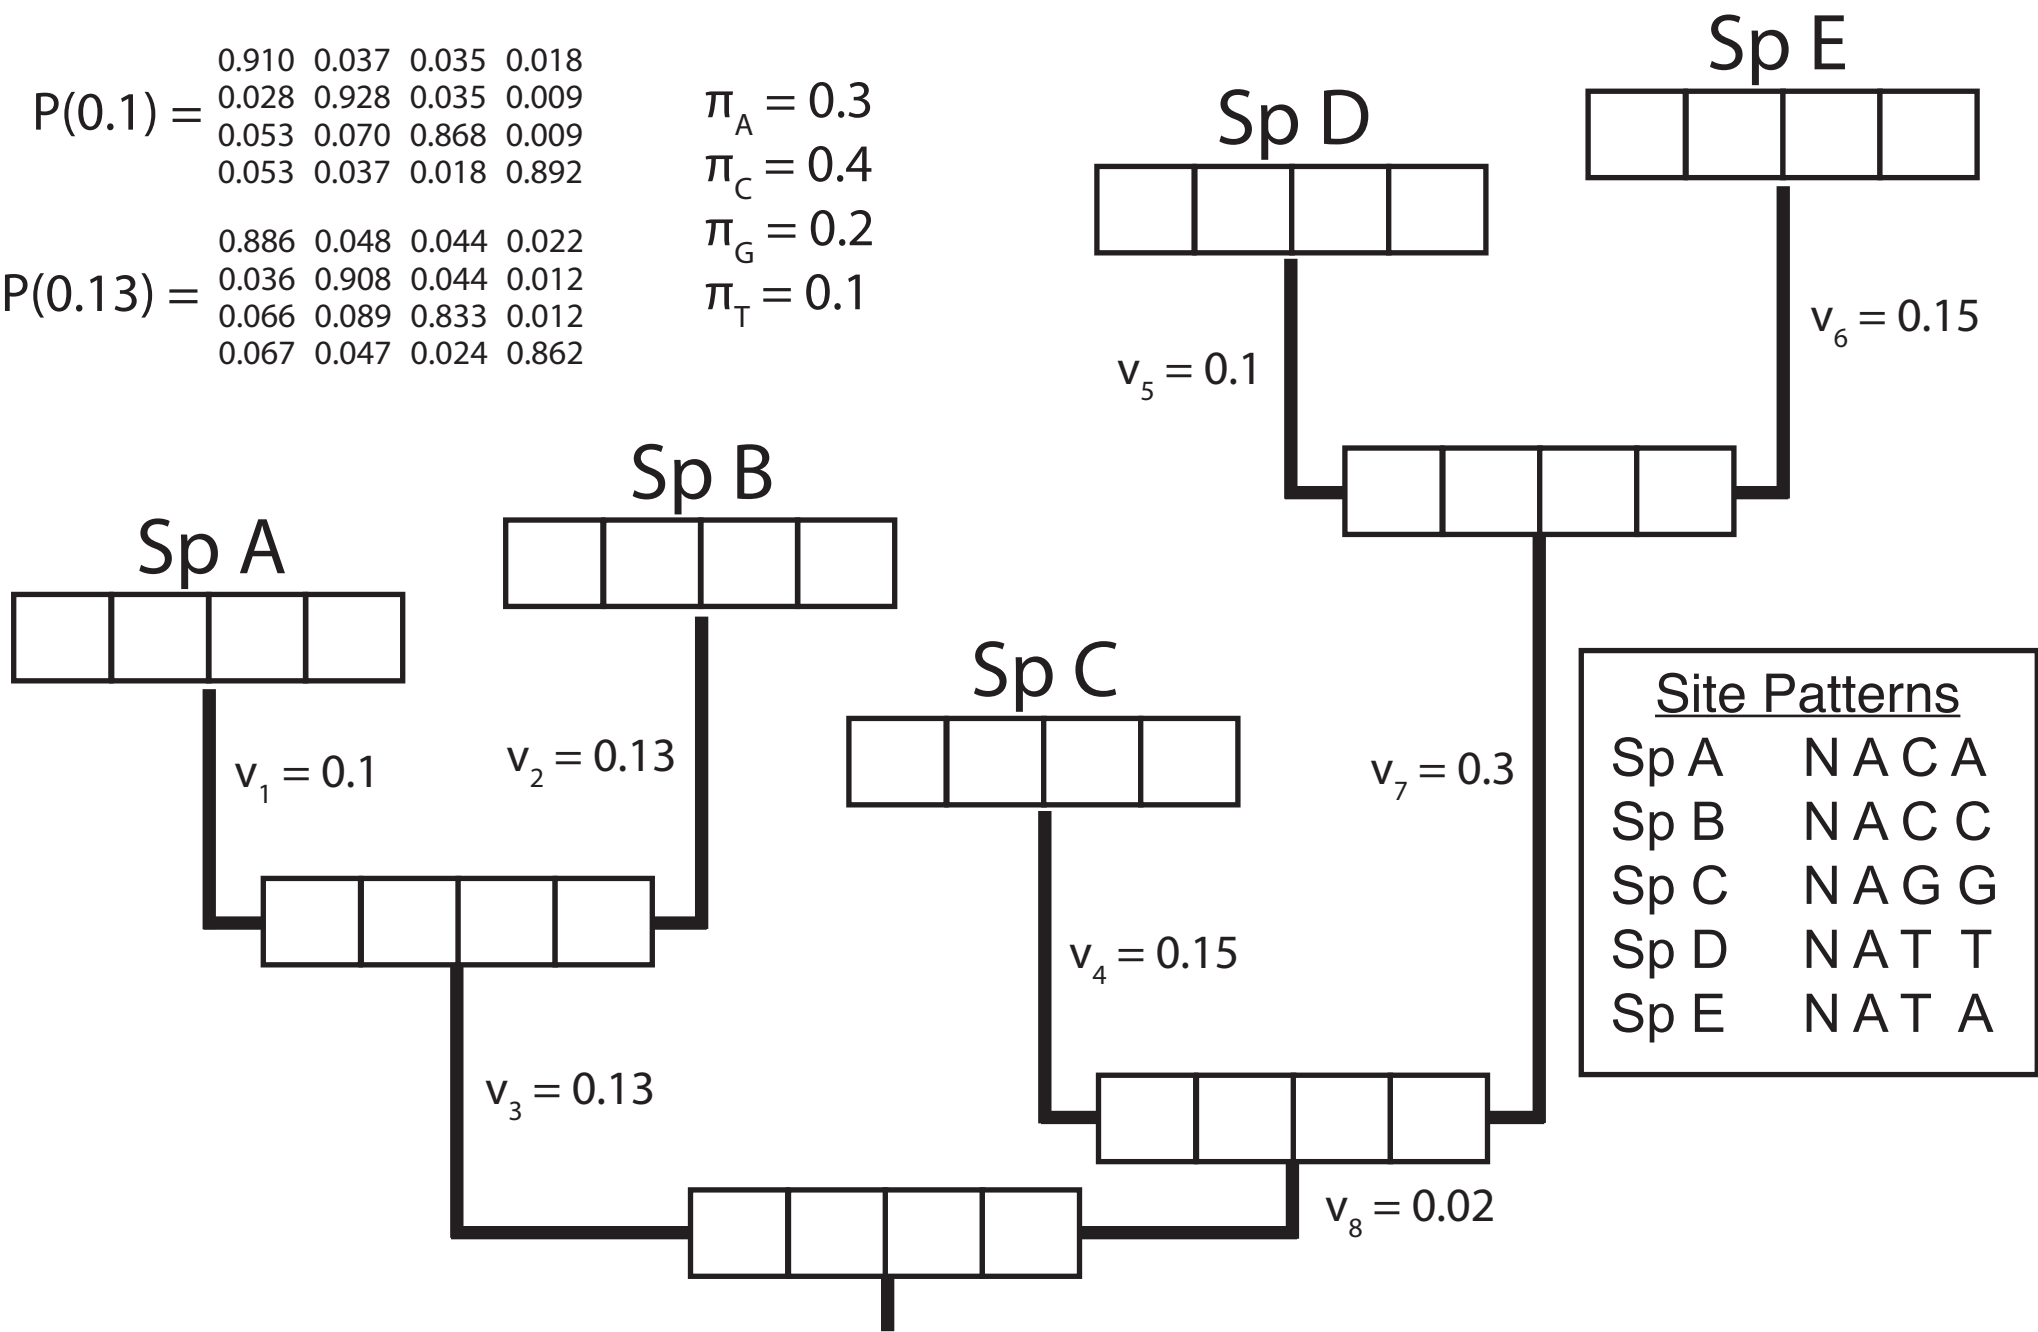 P(0.1) =
0.910 0.037 0.035 0.018
0.028 0.928 0.035 0.009
0.053 0.070 0.868 0.009
0.053 0.037 0.018 0.892
P(0.13) =
0.886 0.048 0.044 0.022
0.036 0.908 0.044 0.012
0.066 0.089 0.833 0.012
0.067 0.047 0.024 0.862
π_A = 0.3
π_C = 0.4
π_G = 0.2
π_T = 0.1
Sp D
Sp E
v_5 = 0.1
v_6 = 0.15
Sp A
Sp B
Sp C
v_1 = 0.1
v_2 = 0.13
v_7 = 0.3
v_4 = 0.15
v_3 = 0.13
v_8 = 0.02
Site Patterns
Sp A N A C A
Sp B N A C C
Sp C N A G G
Sp D N A T T
Sp E N A T A